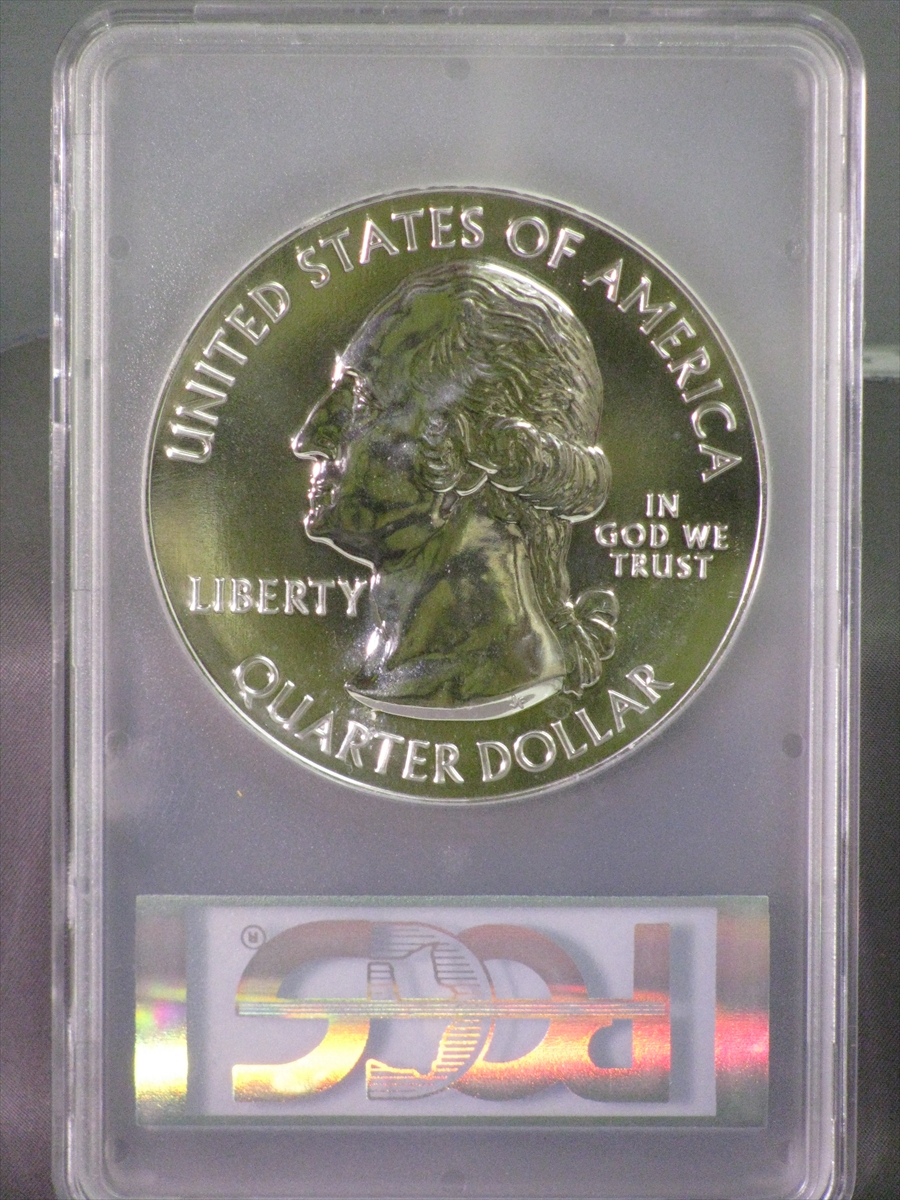 UNITED STATES OF AMERICA
IN
GOD WE
TRUST
LIBERTY
QUARTER DOLLAR
PCGS®